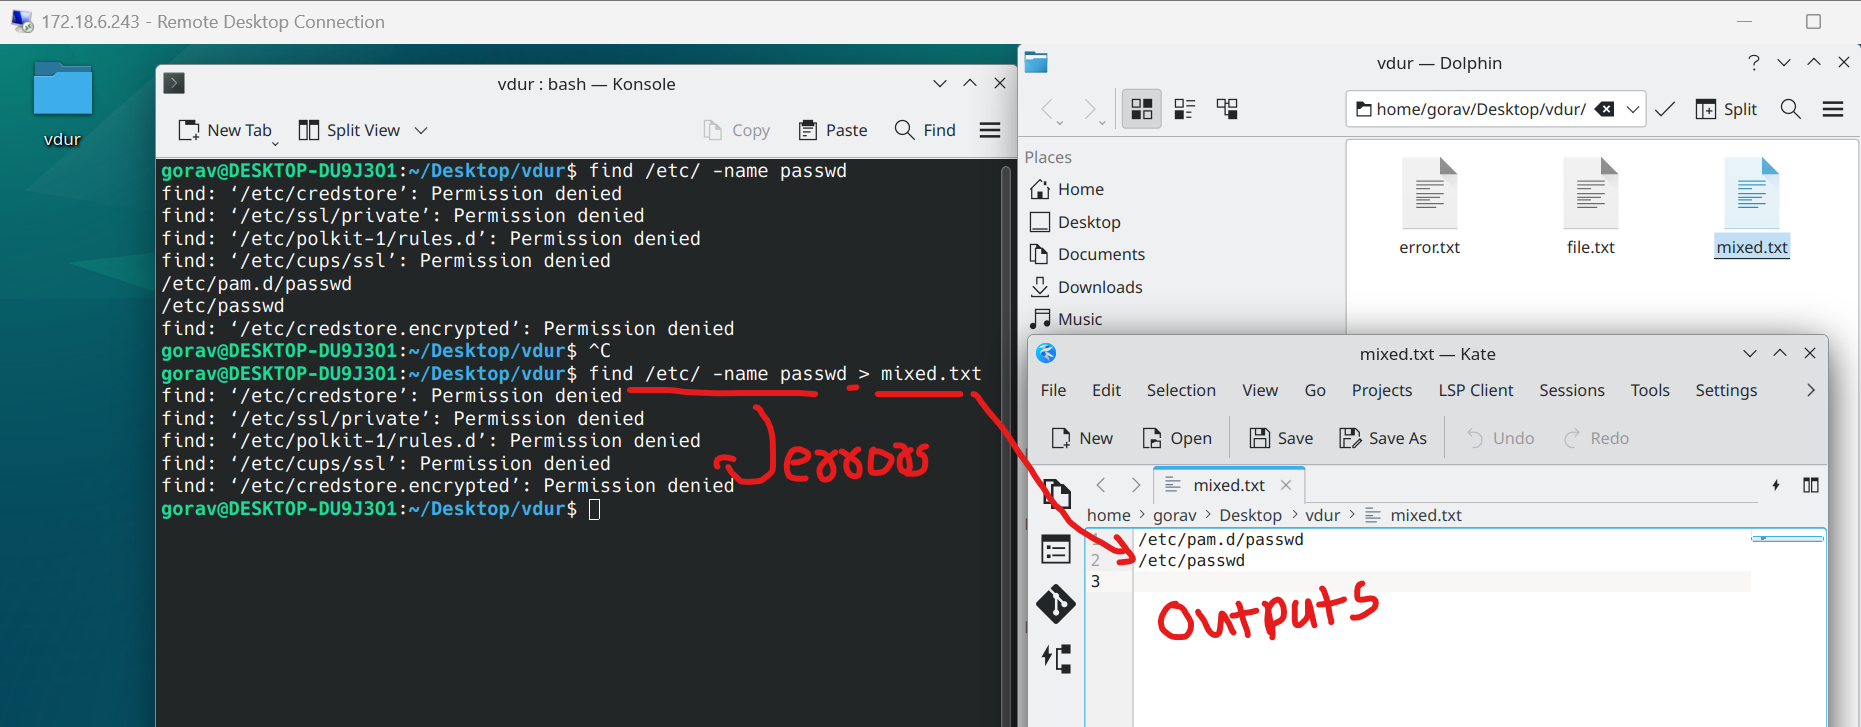 172.18.6.243 - Remote Desktop Connection
vdur
vdur : bash — Konsole
New Tab
Split View
Copy
Paste
Find
gorav@DESKTOP-DU9J3O1:~/Desktop/vdur$ find /etc/ -name passwd
find: ‘/etc/credstore’: Permission denied
find: ‘/etc/ssl/private’: Permission denied
find: ‘/etc/polkit-1/rules.d’: Permission denied
find: ‘/etc/cups/ssl’: Permission denied
/etc/pam.d/passwd
/etc/passwd
find: ‘/etc/credstore.encrypted’: Permission denied
gorav@DESKTOP-DU9J3O1:~/Desktop/vdur$ ^C
gorav@DESKTOP-DU9J3O1:~/Desktop/vdur$ find /etc/ -name passwd > mixed.txt
find: ‘/etc/credstore’: Permission denied
find: ‘/etc/ssl/private’: Permission denied
find: ‘/etc/polkit-1/rules.d’: Permission denied
find: ‘/etc/cups/ssl’: Permission denied
find: ‘/etc/credstore.encrypted’: Permission denied
gorav@DESKTOP-DU9J3O1:~/Desktop/vdur$
errors
vdur — Dolphin
home/gorav/Desktop/vdur/
Split
Places
Home
Desktop
Documents
Downloads
Music
error.txt
file.txt
mixed.txt
mixed.txt — Kate
File Edit Selection View Go Projects LSP Client Sessions Tools Settings
New
Open
Save
Save As
Undo
Redo
mixed.txt
home > gorav > Desktop > vdur > mixed.txt
/etc/pam.d/passwd
2 /etc/passwd
3
Outputs